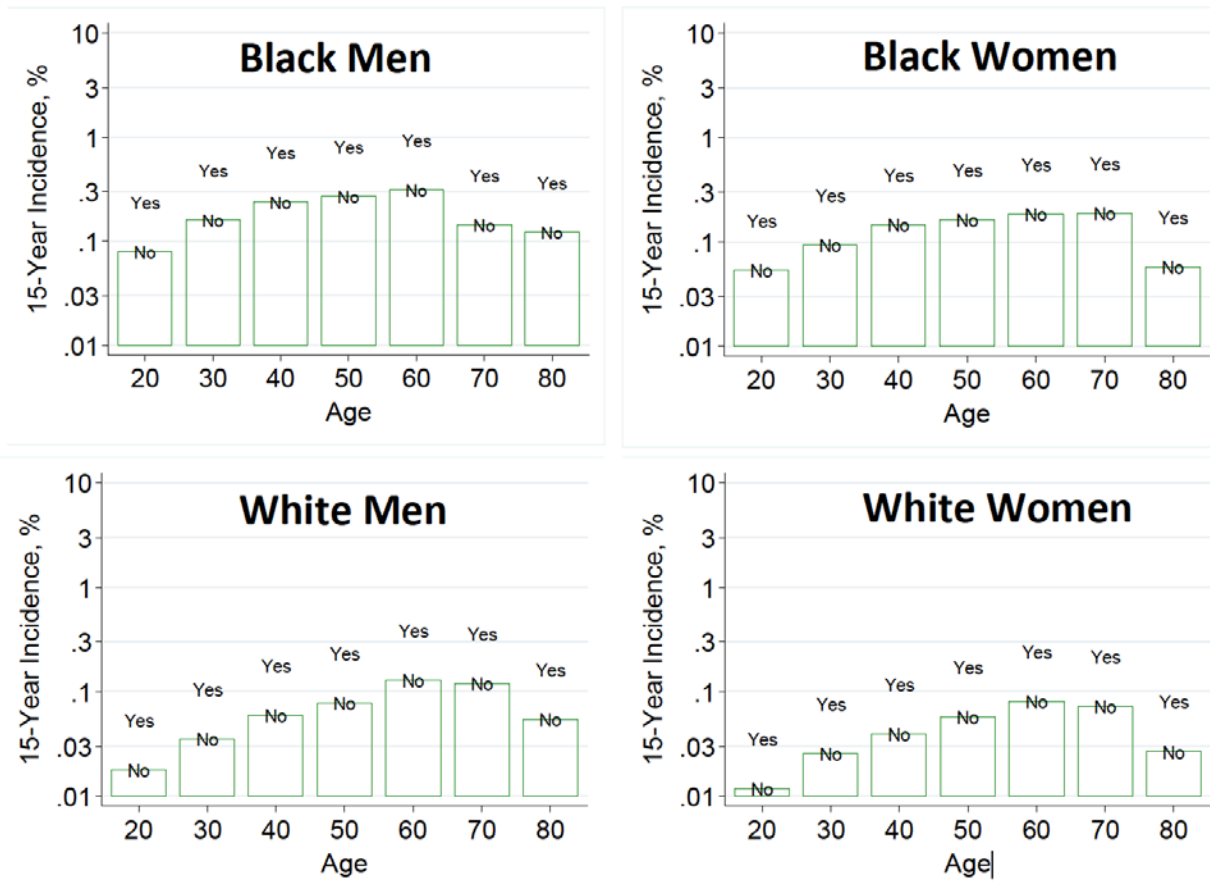 Black Men
15-Year Incidence, %
10
3
1
.3
.1
.03
.01
Yes Yes Yes Yes Yes Yes Yes
No No No No No No No
20 30 40 50 60 70 80
Age
Black Women
15-Year Incidence, %
10
3
1
.3
.1
.03
.01
Yes Yes Yes Yes Yes Yes Yes
No No No No No No No
20 30 40 50 60 70 80
Age
White Men
15-Year Incidence, %
10
3
1
.3
.1
.03
.01
Yes Yes Yes Yes Yes Yes Yes
No No No No No No No
20 30 40 50 60 70 80
Age
White Women
15-Year Incidence, %
10
3
1
.3
.1
.03
.01
Yes Yes Yes Yes Yes Yes Yes
No No No No No No No
20 30 40 50 60 70 80
Age